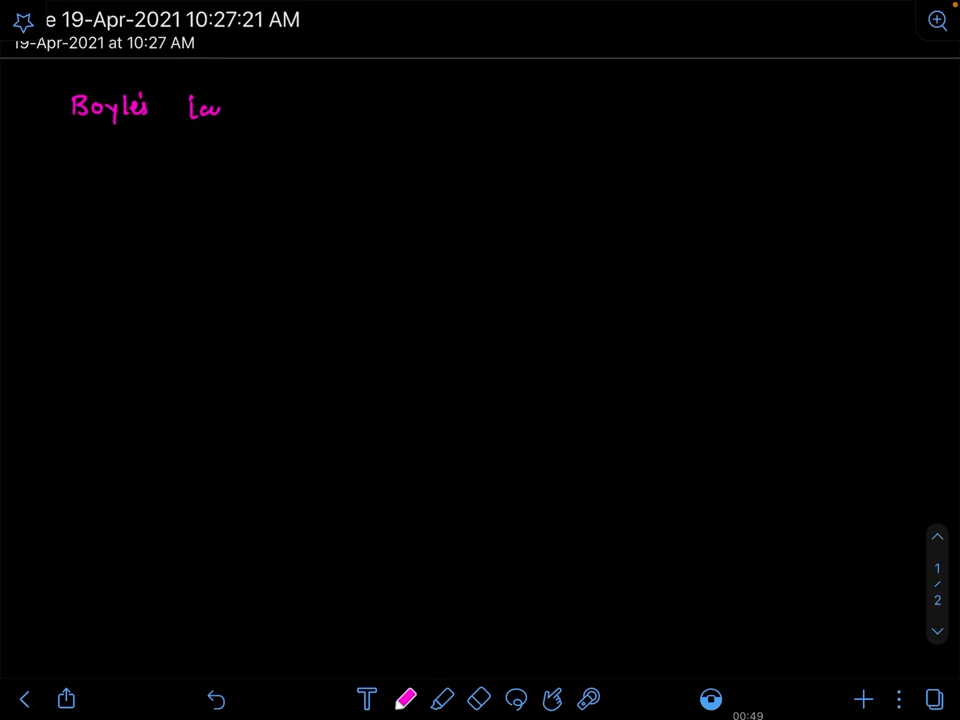 e 19-Apr-2021 10:27:21 AM
19-Apr-2021 at 10:27 AM
Boyle's law
1
/
2
T
00:49